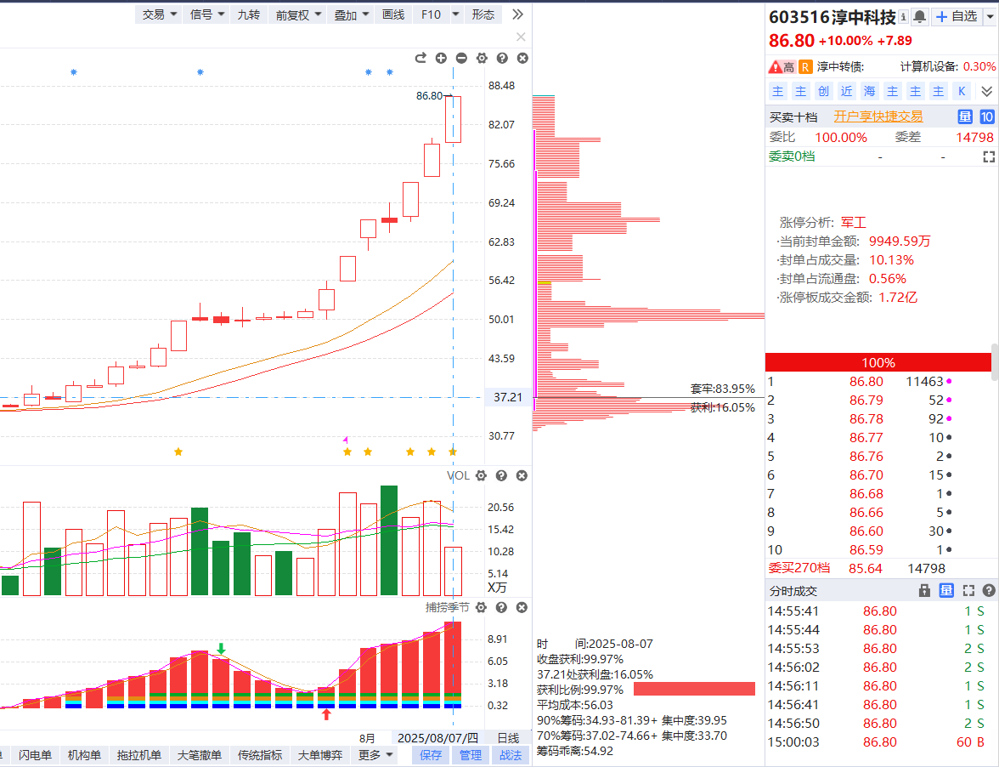 交易 信号 九转 前复权 叠加 画线 F10 形态
88.48
86.80
82.07
75.66
69.24
62.83
56.42
50.01
43.59
37.21
30.77
VOL
20.56
15.42
10.28
5.14
X万
捕捞季节
8.91
6.05
3.18
0.32
8月 2025/08/07/四 日线
闪电单 机构单 拖拉机单 大笔撤单 传统指标 大单博弈 更多 保存 管理 战法
套牢:83.95%
获利:16.05%
时 间:2025-08-07
收盘获利:99.97%
37.21处获利盘:16.05%
获利比例:99.97%
平均成本:56.03
90%筹码:34.93-81.39+ 集中度:39.95
70%筹码:37.02-74.66+ 集中度:33.70
筹码乖离:54.92
603516 淳中科技 i + 自选
86.80 +10.00% +7.89
高 R 淳中转债: 计算机设备: 0.30%
主 主 创 近 海 主 主 主 K
买卖十档 开户享快捷交易 量 10
委比 100.00% 委差 14798
委卖0档 - -
涨停分析: 军工
·当前封单金额: 9949.59万
·封单占成交量: 10.13%
·封单占流通盘: 0.56%
·涨停板成交金额: 1.72亿
100%
1 86.80 11463
2 86.79 52
3 86.78 92
4 86.77 10
5 86.76 2
6 86.70 15
7 86.68 1
8 86.66 5
9 86.60 30
10 86.59 1
委买270档 85.64 14798
分时成交 量
14:55:41 86.80 1 S
14:55:44 86.80 1 S
14:55:53 86.80 2 S
14:56:02 86.80 2 S
14:56:11 86.80 1 S
14:56:41 86.80 1 S
14:56:50 86.80 2 S
15:00:03 86.80 60 B